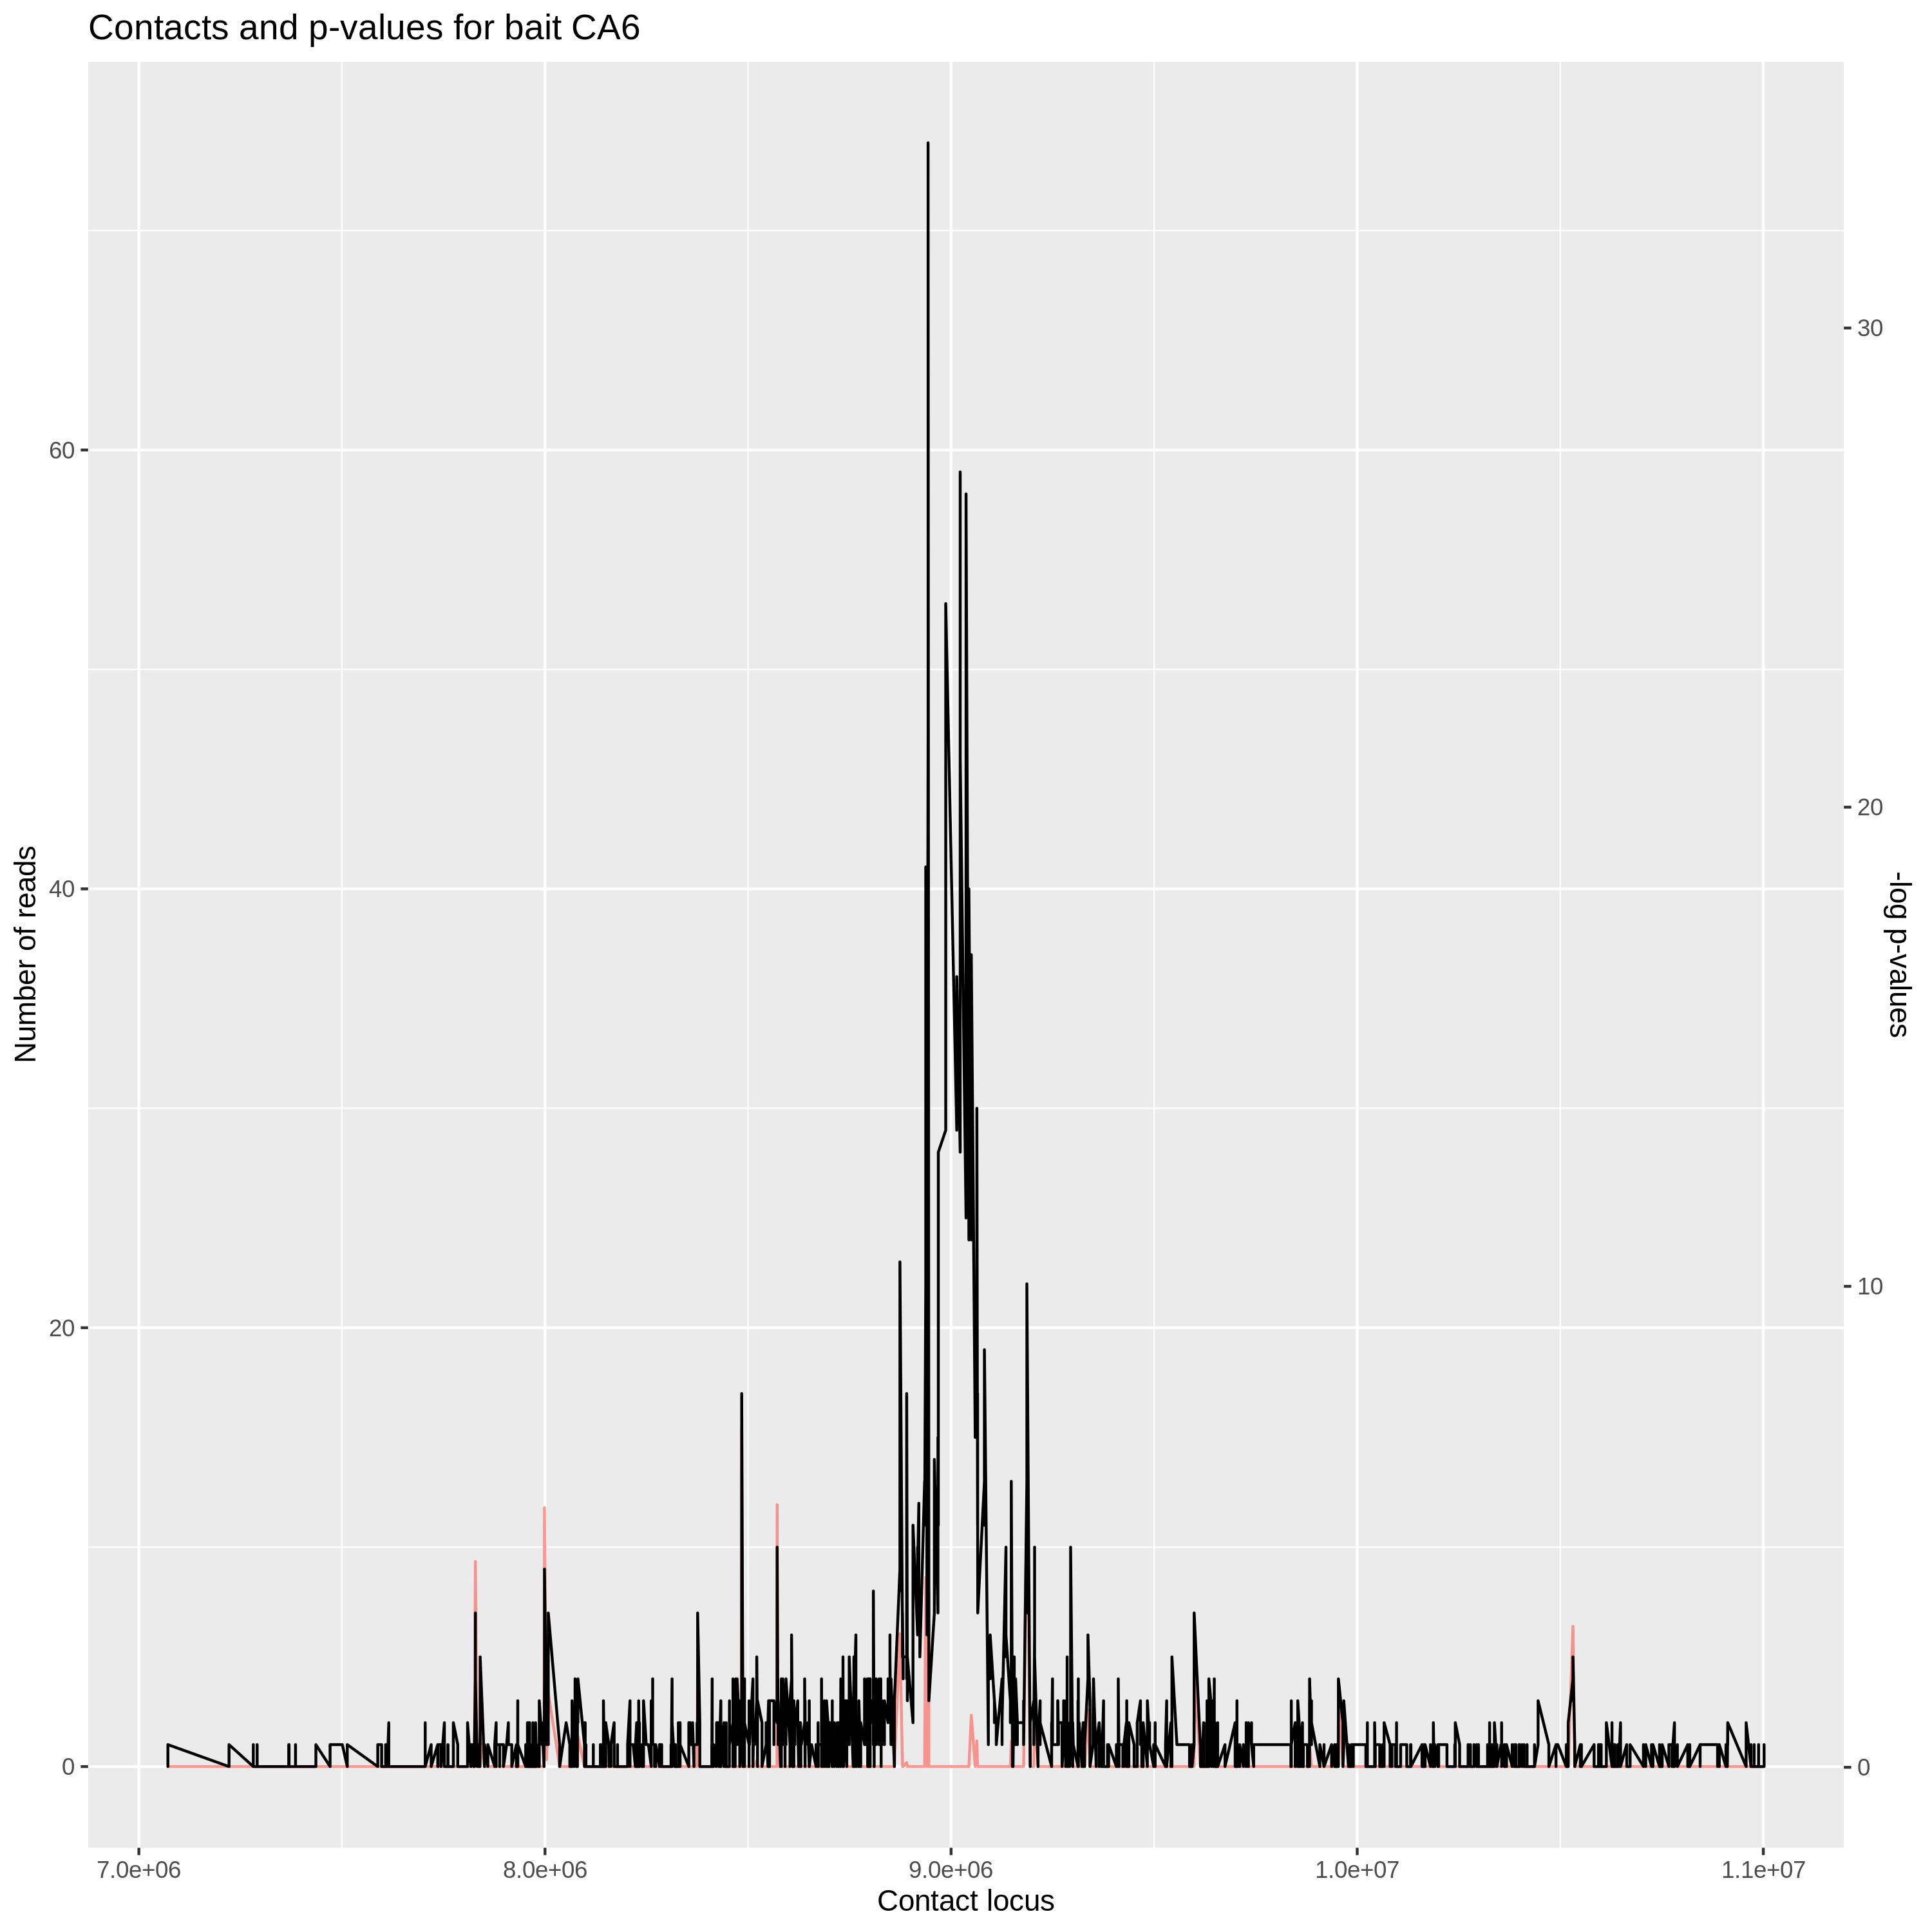 Contacts and p-values for bait CA6
Number of reads
60
40
20
0
30
20
10
0
-log p-values
7.0e+06
8.0e+06
9.0e+06
1.0e+07
1.1e+07
Contact locus